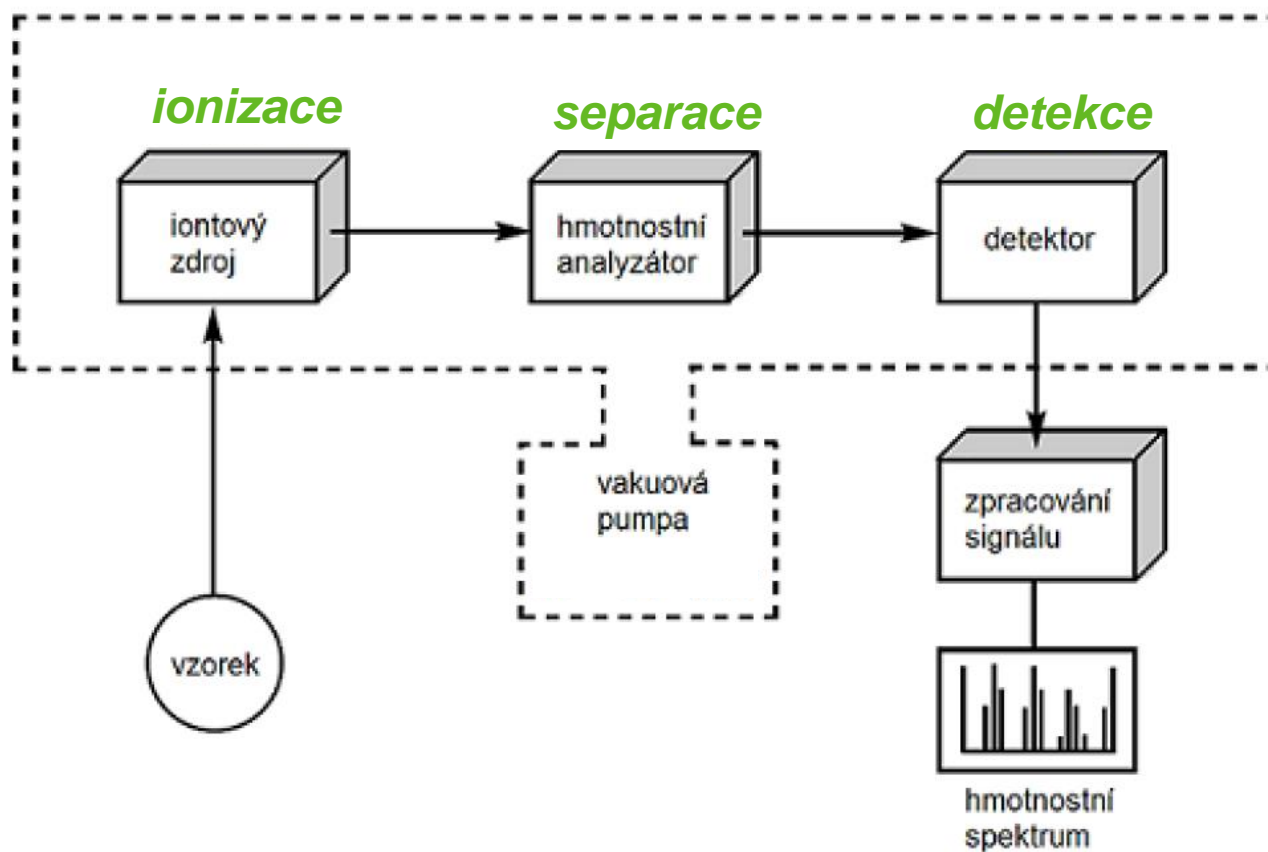 ionizace
separace
detekce
iontový
zdroj
hmotnostní
analyzátor
detektor
vakuová
pumpa
zpracování
signálu
vzorek
hmotnostní
spektrum